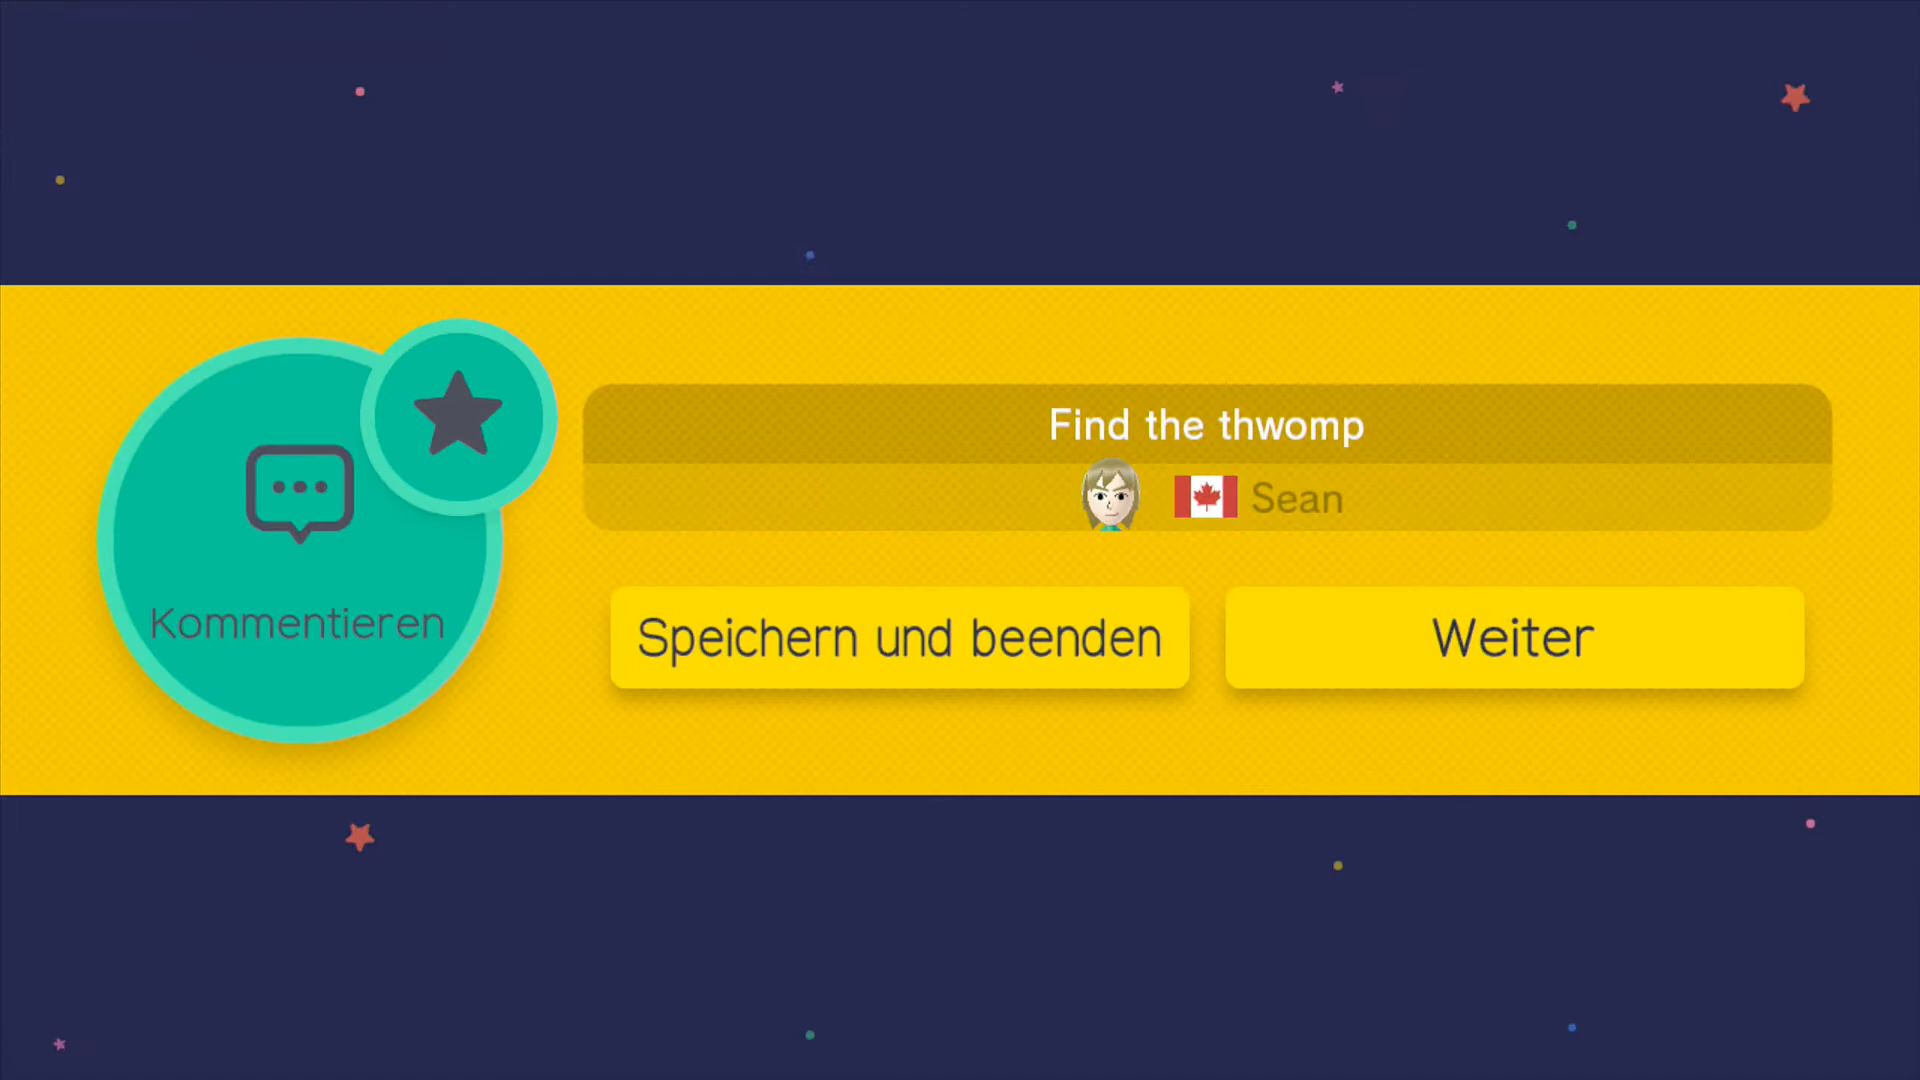 Find the thwomp
Sean
Kommentieren
Speichern und beenden
Weiter